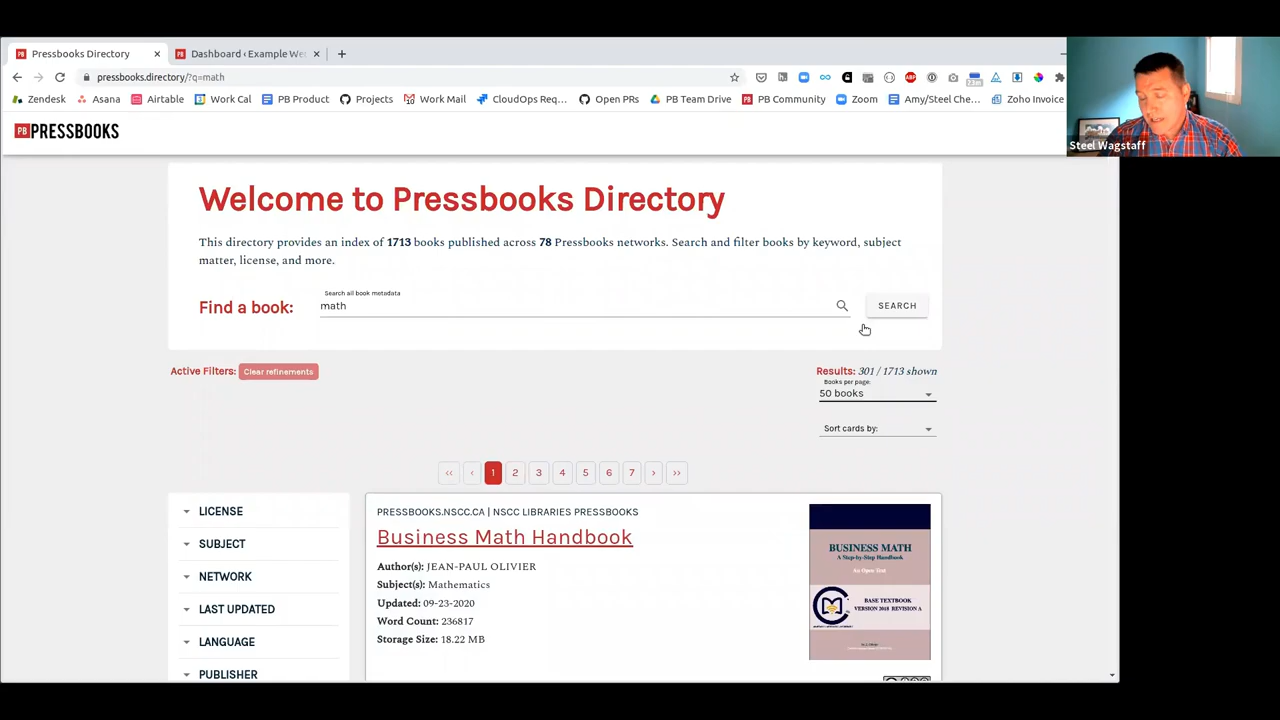 Pressbooks Directory
Dashboard ‹ Example We
pressbooks.directory/?q=math
Zendesk
Asana
Airtable
Work Cal
PB Product
Projects
Work Mail
CloudOps Req...
Open PRs
PB Team Drive
PB Community
Zoom
Amy/Steel Che...
Zoho Invoice
Steel Wagstaff
PB PRESSBOOKS
Welcome to Pressbooks Directory
This directory provides an index of 1713 books published across 78 Pressbooks networks. Search and filter books by keyword, subject
matter, license, and more.
Search all book metadata
Find a book:
math
SEARCH
Active Filters: Clear refinements
Results: 301 / 1713 shown
Books per page:
50 books
Sort cards by:
‹‹ ‹ 1 2 3 4 5 6 7 › ››
LICENSE
SUBJECT
NETWORK
LAST UPDATED
LANGUAGE
PUBLISHER
PRESSBOOKS.NSCC.CA | NSCC LIBRARIES PRESSBOOKS
Business Math Handbook
Author(s): JEAN-PAUL OLIVIER
Subject(s): Mathematics
Updated: 09-23-2020
Word Count: 236817
Storage Size: 18.22 MB
BUSINESS MATH
A Step-by-Step Handbook
An Open Text
BASE TEXTBOOK
VERSION 2018 REVISION A